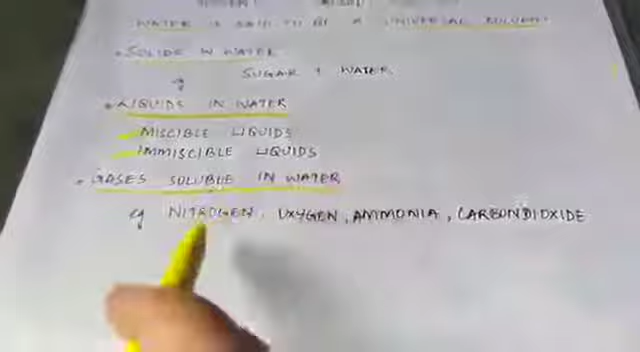 WATER IS SAID TO BE A UNIVERSAL SOLVENT
• SOLIDS IN WATER
eg SUGAR + WATER
• LIQUIDS IN WATER
MISCIBLE LIQUIDS
IMMISCIBLE LIQUIDS
• GASES SOLUBLE IN WATER
eg NITROGEN, OXYGEN, AMMONIA, CARBONDIOXIDE